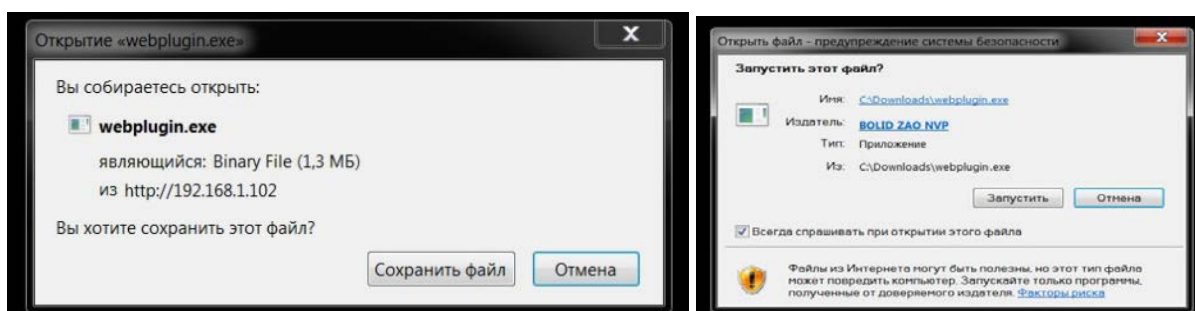 Открытие «webplugin.exe»
X
Вы собираетесь открыть:
webplugin.exe
являющийся: Binary File (1,3 МБ)
из http://192.168.1.102
Вы хотите сохранить этот файл?
Сохранить файл
Отмена
Открыть файл - предупреждение системы безопасности
X
Запустить этот файл?
Имя: C:\Downloads\webplugin.exe
Издатель: BOLID ZAO NVP
Тип: Приложение
Из: C:\Downloads\webplugin.exe
Запустить
Отмена
Всегда спрашивать при открытии этого файла
Файлы из Интернета могут быть полезны, но этот тип файла
может повредить компьютер. Запускайте только программы,
полученные от доверяемого издателя. Факторы риска